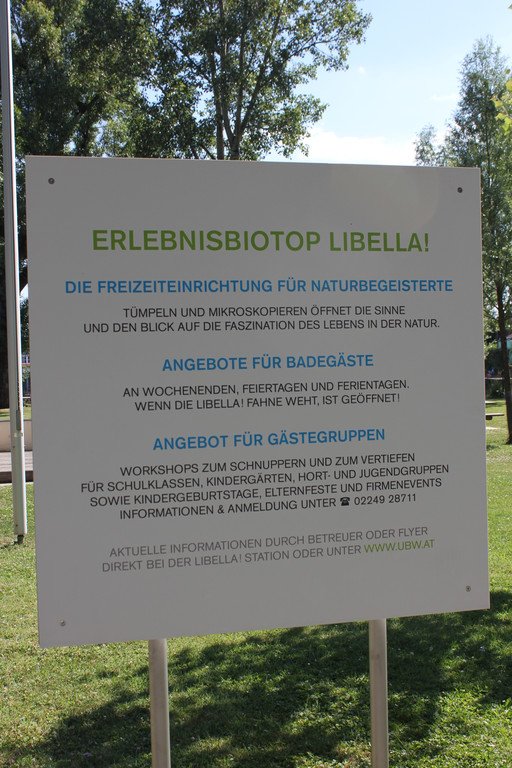 ERLEBNISBIOTOP LIBELLA!
DIE FREIZEITEINRICHTUNG FÜR NATURBEGEISTERTE
TÜMPELN UND MIKROSKOPIEREN ÖFFNET DIE SINNE
UND DEN BLICK AUF DIE FASZINATION DES LEBENS IN DER NATUR.
ANGEBOTE FÜR BADEGÄSTE
AN WOCHENENDEN, FEIERTAGEN UND FERIENTAGEN.
WENN DIE LIBELLA! FAHNE WEHT, IST GEÖFFNET!
ANGEBOT FÜR GÄSTEGRUPPEN
WORKSHOPS ZUM SCHNUPPERN UND ZUM VERTIEFEN
FÜR SCHULKLASSEN, KINDERGÄRTEN, HORT- UND JUGENDGRUPPEN
SOWIE KINDERGEBURTSTAGE, ELTERNFESTE UND FIRMENEVENTS
INFORMATIONEN & ANMELDUNG UNTER ☎ 02249 28711
AKTUELLE INFORMATIONEN DURCH BETREUER ODER FLYER
DIREKT BEI DER LIBELLA! STATION ODER UNTER WWW.UBW.AT